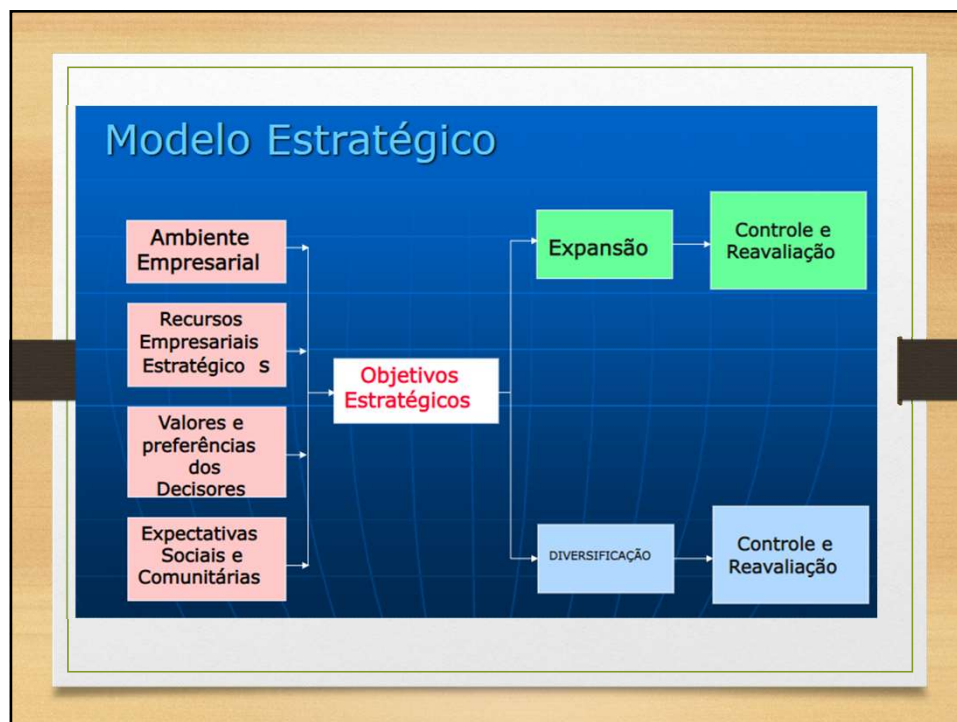 Modelo Estratégico
Ambiente
Empresarial
Recursos
Empresariais
Estratégico s
Valores e
preferências
dos
Decisores
Expectativas
Sociais e
Comunitárias
Objetivos
Estratégicos
Expansão
Controle e
Reavaliação
DIVERSIFICAÇÃO
Controle e
Reavaliação